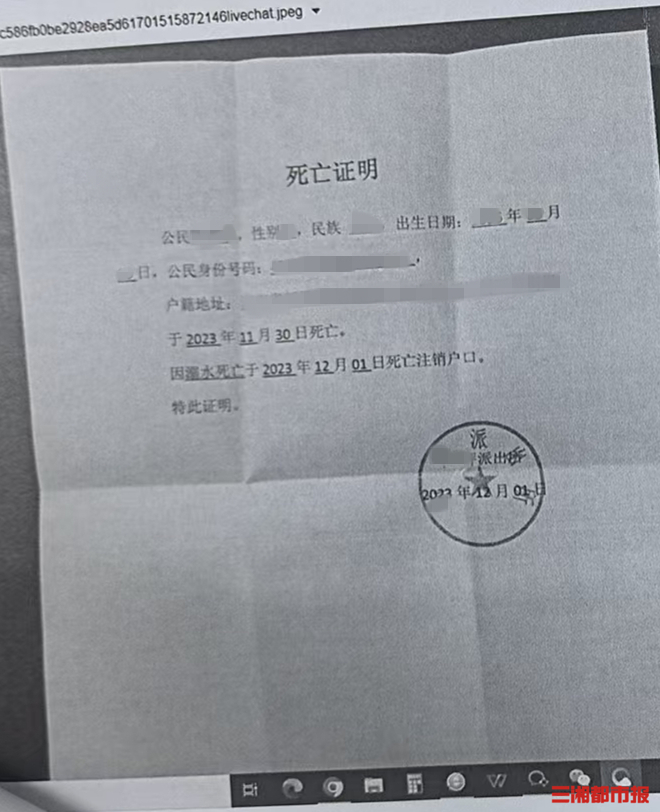 c586fb0be2928ea5d61701515872146livechat.jpeg
死亡证明
公民，性别，民族 出生日期：年月
日，公民身份号码：，
户籍地址：
于2023年11月30日死亡。
因溺水死亡于2023年12月01日死亡注销户口。
特此证明。
派
派出所
2023年12月01日
三湘都市报